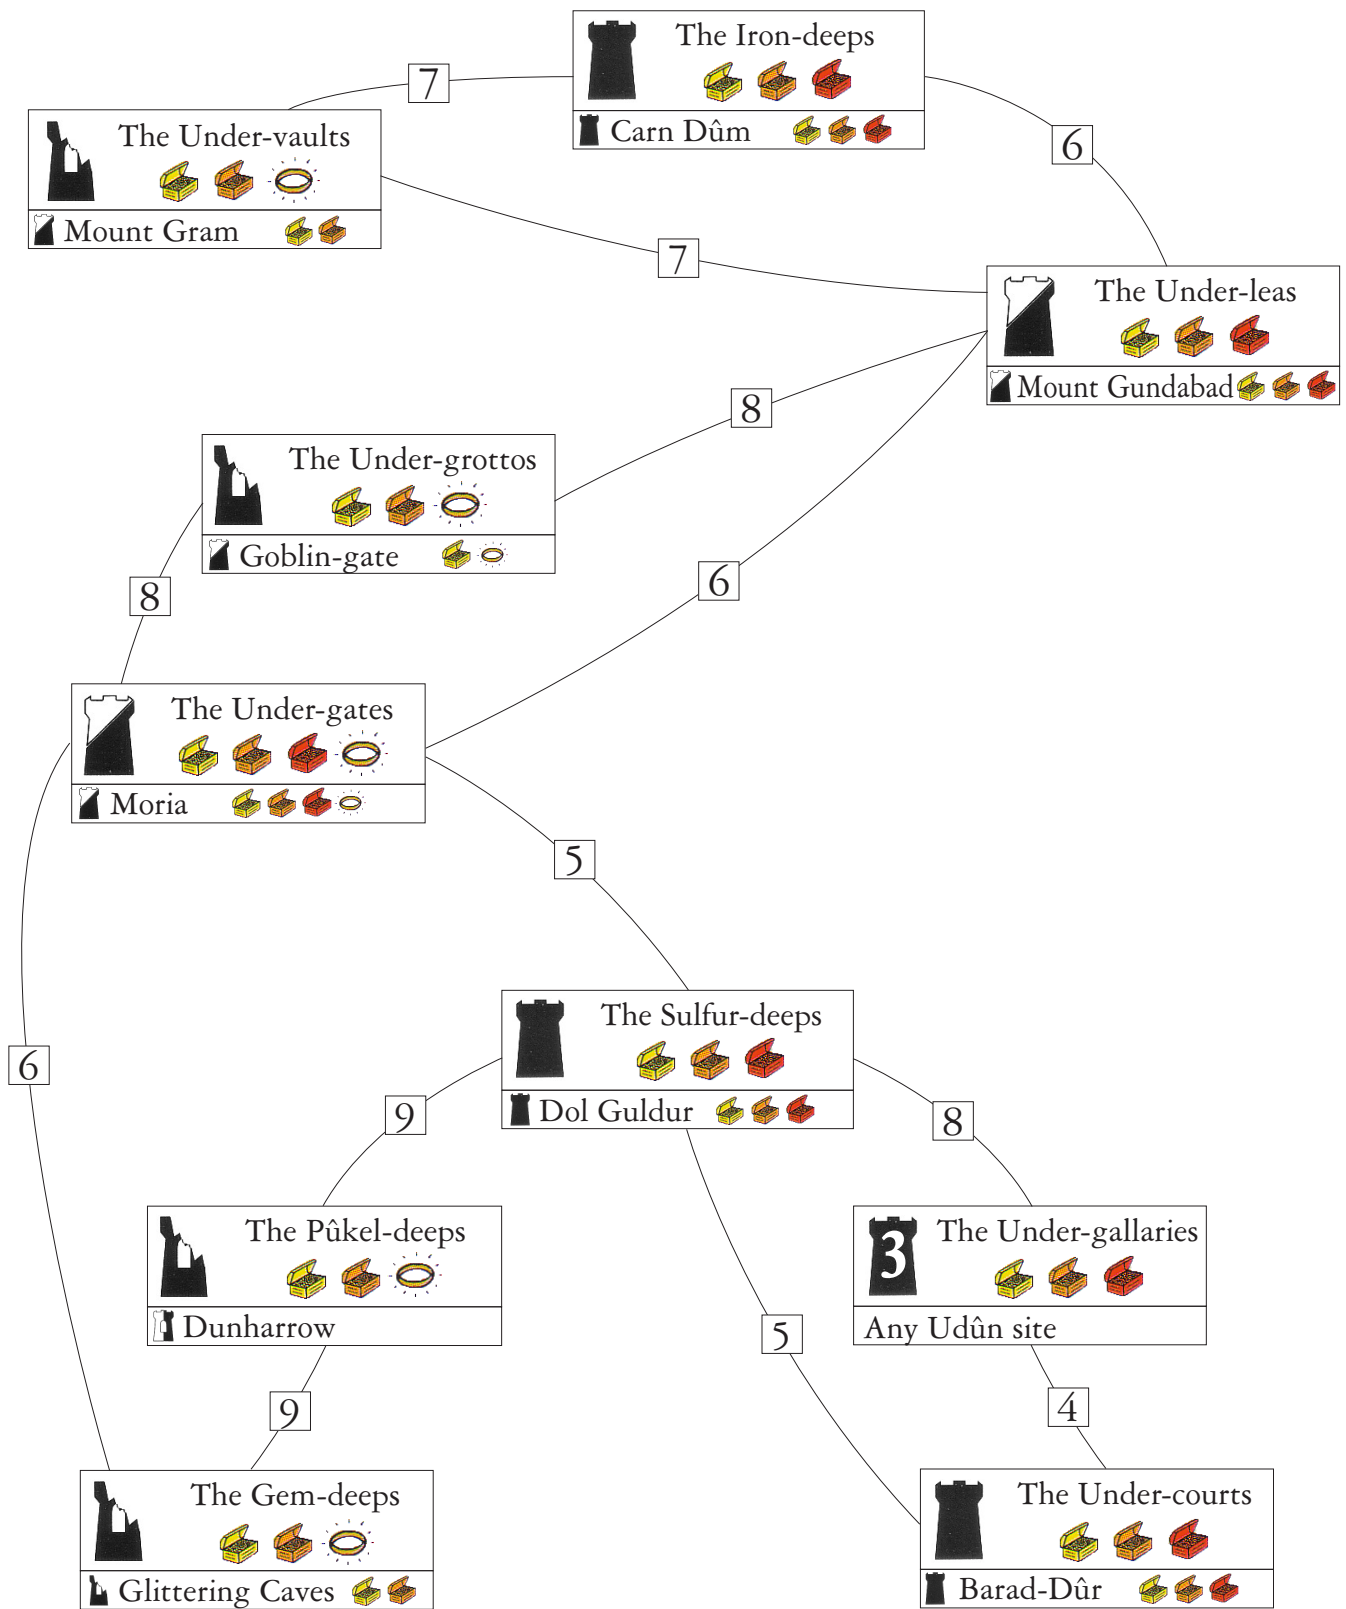 The Iron-deeps
Carn Dûm
7
The Under-vaults
Mount Gram
6
7
The Under-leas
Mount Gundabad
8
The Under-grottos
Goblin-gate
8
6
The Under-gates
Moria
5
The Sulfur-deeps
Dol Guldur
6
9
8
The Pûkel-deeps
Dunharrow
3
The Under-gallaries
Any Udûn site
5
9
4
The Gem-deeps
Glittering Caves
The Under-courts
Barad-Dûr